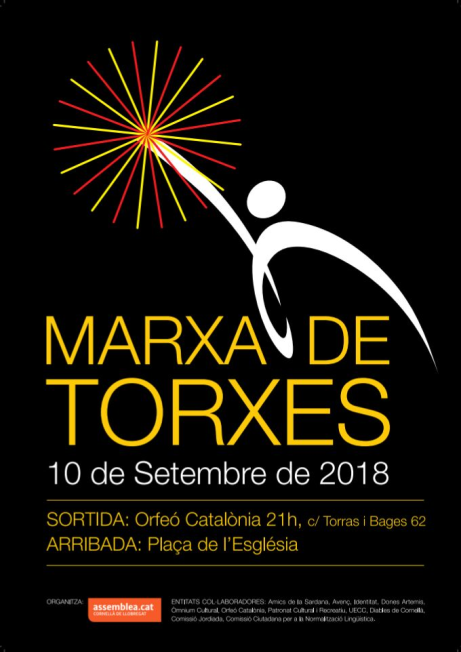 MARXA DE
TORXES
10 de Setembre de 2018
SORTIDA: Orfeó Catalònia 21h, c/ Torras i Bages 62
ARRIBADA: Plaça de l'Església
ORGANITZA:
assemblea.cat
CORNELLÀ DE LLOBREGAT
ENTITATS COL·LABORADORES: Amics de la Sardana, Avenç, Identitat, Dones Artemis,
Òmnium Cultural, Orfeó Catalònia, Patronat Cultural i Recreatiu, UECC, Diables de Cornellà,
Comissió Jordiada, Comissió Ciutadana per a la Normalització Lingüística.